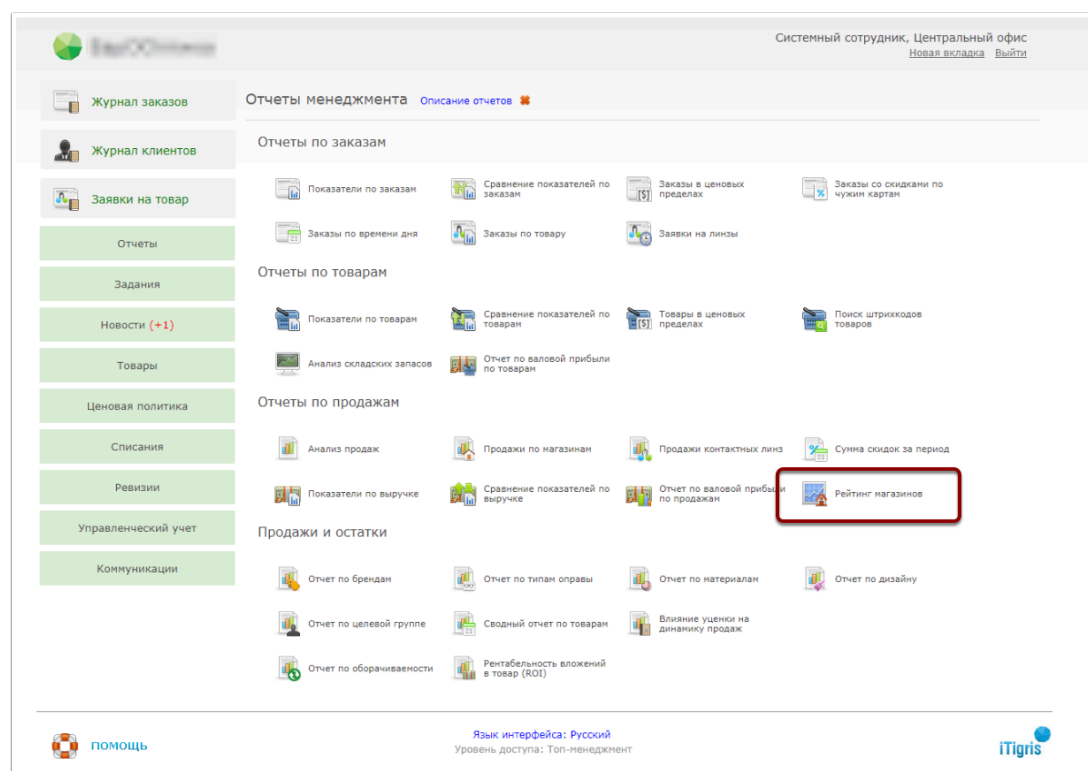 Системный сотрудник, Центральный офис
Новая вкладка Выйти
Журнал заказов
Журнал клиентов
Заявки на товар
Отчеты
Задания
Новости (+1)
Товары
Ценовая политика
Списания
Ревизии
Управленческий учет
Коммуникации
Отчеты менеджмента Описание отчетов
Отчеты по заказам
Показатели по заказам
Сравнение показателей по
заказам
Заказы в ценовых
пределах
Заказы со скидками по
чужим картам
Заказы по времени дня
Заказы по товару
Заявки на линзы
Отчеты по товарам
Показатели по товарам
Сравнение показателей по
товарам
Товары в ценовых
пределах
Поиск штрихкодов
товаров
Анализ складских запасов
Отчет по валовой прибыли
по товарам
Отчеты по продажам
Анализ продаж
Продажи по магазинам
Продажи контактных линз
Сумма скидок за период
Показатели по выручке
Сравнение показателей по
выручке
Отчет по валовой прибыли
по продажам
Рейтинг магазинов
Продажи и остатки
Отчет по брендам
Отчет по типам оправы
Отчет по материалам
Отчет по дизайну
Отчет по целевой группе
Сводный отчет по товарам
Влияние уценки на
динамику продаж
Отчет по оборачиваемости
Рентабельность вложений
в товар (ROI)
помощь
Язык интерфейса: Русский
Уровень доступа: Топ-менеджмент
iTigris